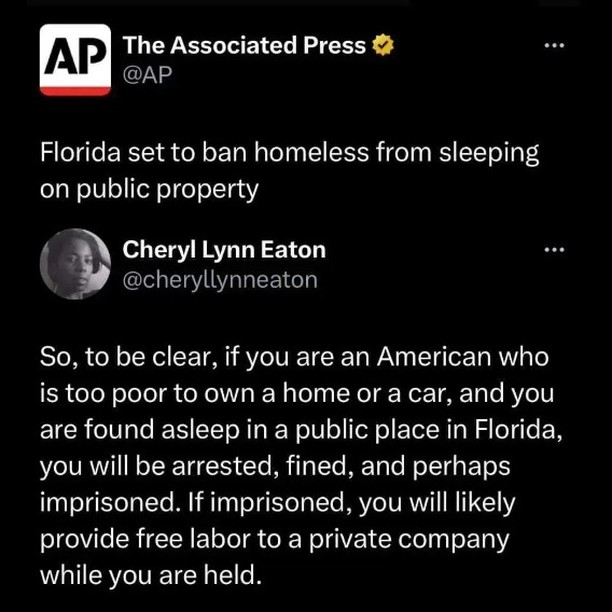 AP The Associated Press
@AP
Florida set to ban homeless from sleeping
on public property
Cheryl Lynn Eaton
@cheryllynneaton
So, to be clear, if you are an American who
is too poor to own a home or a car, and you
are found asleep in a public place in Florida,
you will be arrested, fined, and perhaps
imprisoned. If imprisoned, you will likely
provide free labor to a private company
while you are held.